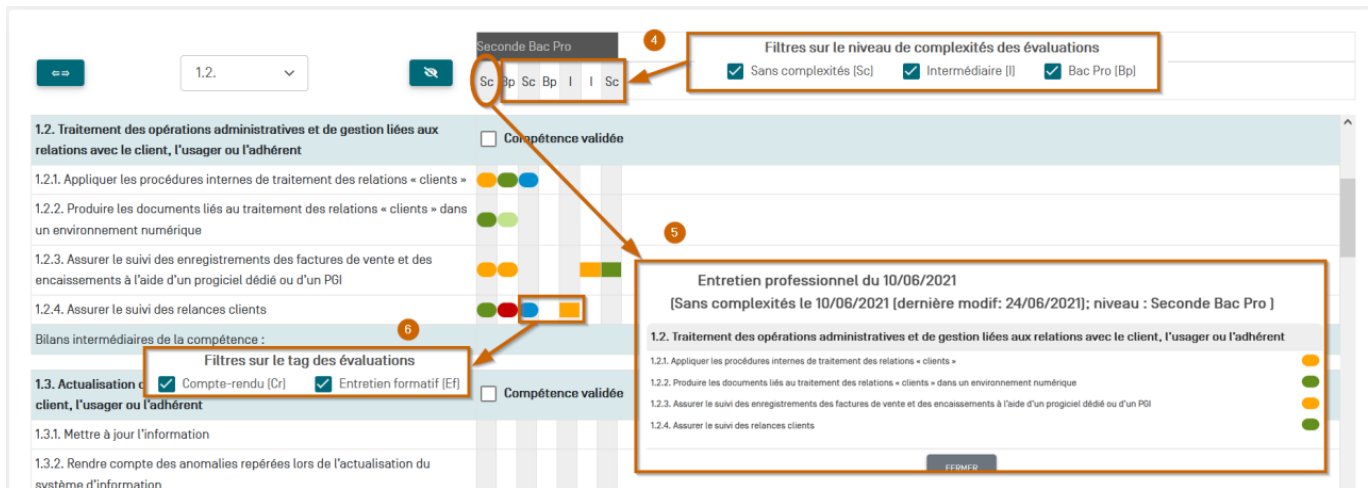 Seconde Bac Pro
4
Filtres sur le niveau de complexités des évaluations
1.2.
Sans complexités (Sc)
Intermédiaire (I)
Bac Pro (Bp)
Sc Bp Sc Bp I I Sc
1.2. Traitement des opérations administratives et de gestion liées aux
relations avec le client, l'usager ou l'adhérent
Compétence validée
1.2.1. Appliquer les procédures internes de traitement des relations « clients »
1.2.2. Produire les documents liés au traitement des relations « clients » dans
un environnement numérique
5
1.2.3. Assurer le suivi des enregistrements des factures de vente et des
encaissements à l'aide d'un progiciel dédié ou d'un PGI
1.2.4. Assurer le suivi des relances clients
Bilans intermédiaires de la compétence :
6
Filtres sur le tag des évaluations
Compte-rendu (Cr)
Entretien formatif (Ef)
Entretien professionnel du 10/06/2021
(Sans complexités le 10/06/2021 (dernière modif: 24/06/2021); niveau : Seconde Bac Pro )
1.2. Traitement des opérations administratives et de gestion liées aux relations avec le client, l'usager ou l'adhérent
1.2.1. Appliquer les procédures internes de traitement des relations « clients »
1.2.2. Produire les documents liés au traitement des relations « clients » dans un environnement numérique
1.2.3. Assurer le suivi des enregistrements des factures de vente et des encaissements à l'aide d'un progiciel dédié ou d'un PGI
1.2.4. Assurer le suivi des relances clients
FERMER
1.3. Actualisation d
client, l'usager ou l'adhérent
Compétence validée
1.3.1. Mettre à jour l'information
1.3.2. Rendre compte des anomalies repérées lors de l'actualisation du
système d'information